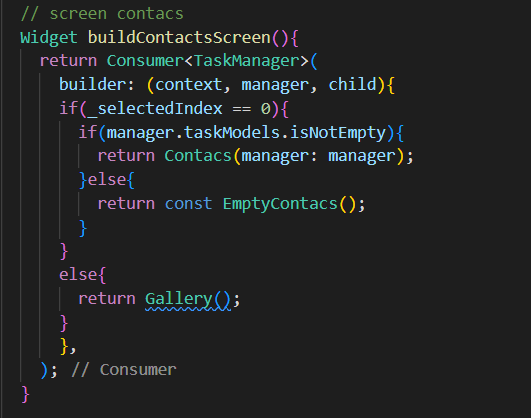 // screen contacs
Widget buildContactsScreen(){
  return Consumer<TaskManager>(
    builder: (context, manager, child){
    if(_selectedIndex == 0){
      if(manager.taskModels.isNotEmpty){
        return Contacs(manager: manager);
      }else{
        return const EmptyContacs();
      }
    }
    else{
      return Gallery();
    }
    },
  ); // Consumer
}